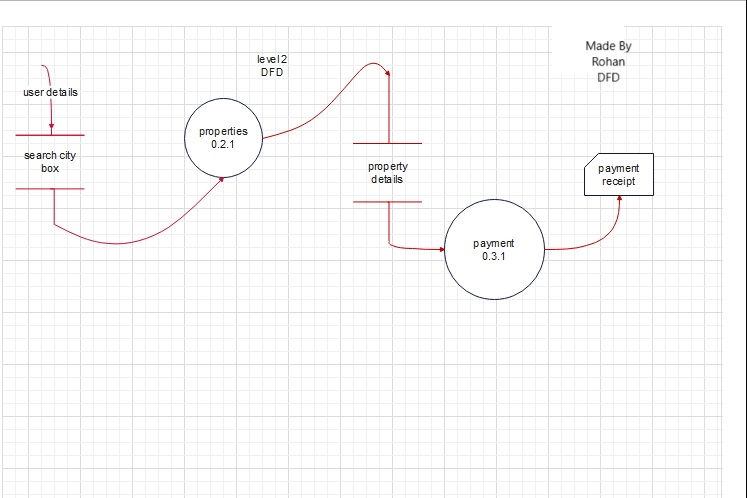 level2
DFD
Made By
Rohan
DFD
user details
search city
box
properties
0.2.1
property
details
payment
0.3.1
payment
receipt